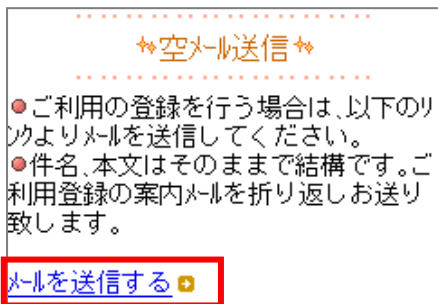 空ﾒｰﾙ送信
●ご利用の登録を行う場合は、以下のﾘ
ﾝｸよりﾒｰﾙを送信してください。
●件名、本文はそのままで結構です。ご
利用登録の案内ﾒｰﾙを折り返しお送り
致します。
ﾒｰﾙを送信する